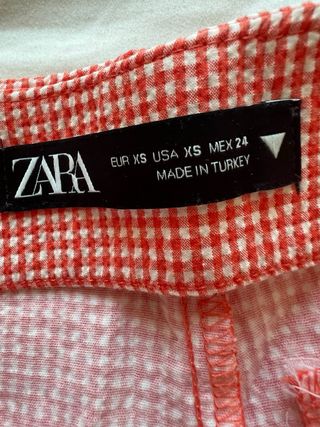 ZARA
EUR XS USA XS MEX 24
MADE IN TURKEY